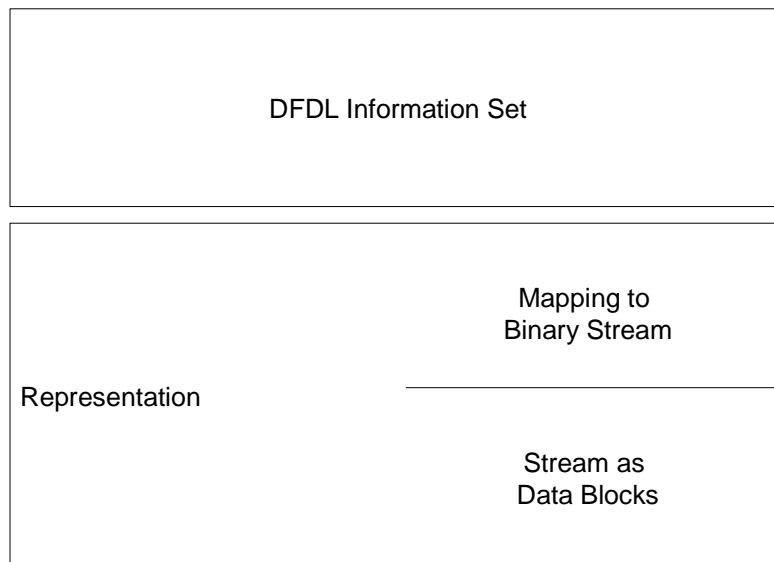 DFDL Information Set
Mapping to
Binary Stream
Representation
Stream as
Data Blocks